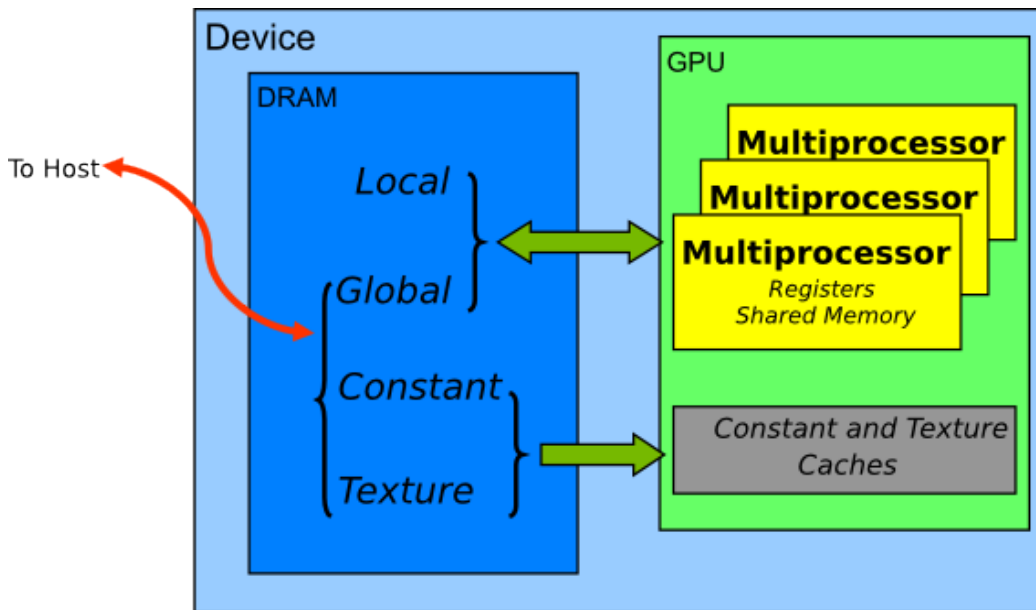 Device
DRAM
To Host
Local
Global
Constant
Texture
GPU
Multiprocessor
Multiprocessor
Multiprocessor
Registers
Shared Memory
Constant and Texture
Caches